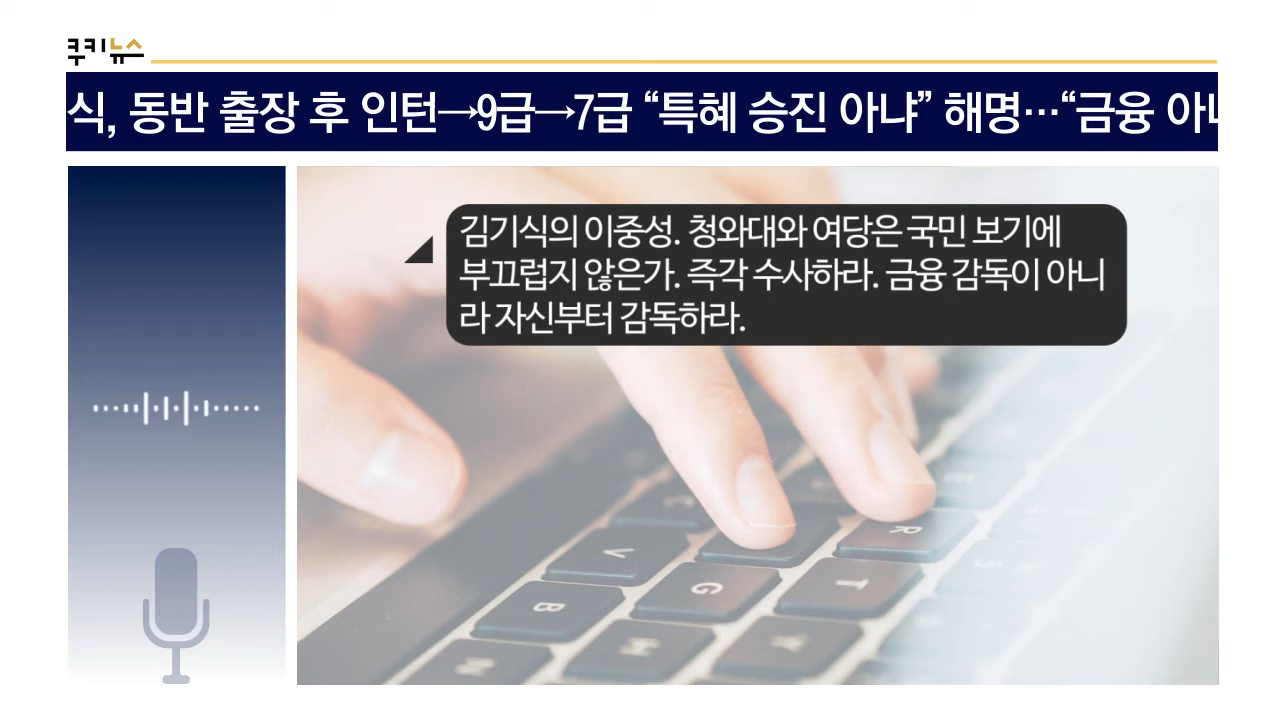 쿠키뉴스
식, 동반 출장 후 인턴→9급→7급 “특혜 승진 아냐” 해명…“금융 아
김기식의 이중성. 청와대와 여당은 국민 보기에
부끄럽지 않은가. 즉각 수사하라. 금융 감독이 아니
라 자신부터 감독하라.
E
R
V
G
T
B
H
Y
N